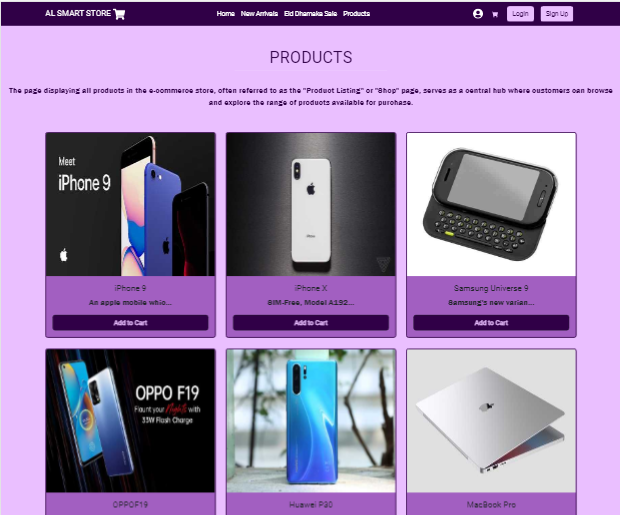 AL SMART STORE
Home New Arrivals Eid Dhamaka Sale Products
Login
Sign Up
PRODUCTS
The page displaying all products in the e-commerce store, often referred to as the "Product Listing" or "Shop" page, serves as a central hub where customers can browse
and explore the range of products available for purchase.
Meet
iPhone 9
iPhone 9
An apple mobile whic...
Add to Cart
iPhone X
SIM-Free, Model A192...
Add to Cart
Samsung Universe 9
Samsung's new varian...
Add to Cart
OPPO F19
Flaunt your Nights with
33W Flash Charge
OPPOF19
Huawei P30
MacBook Pro